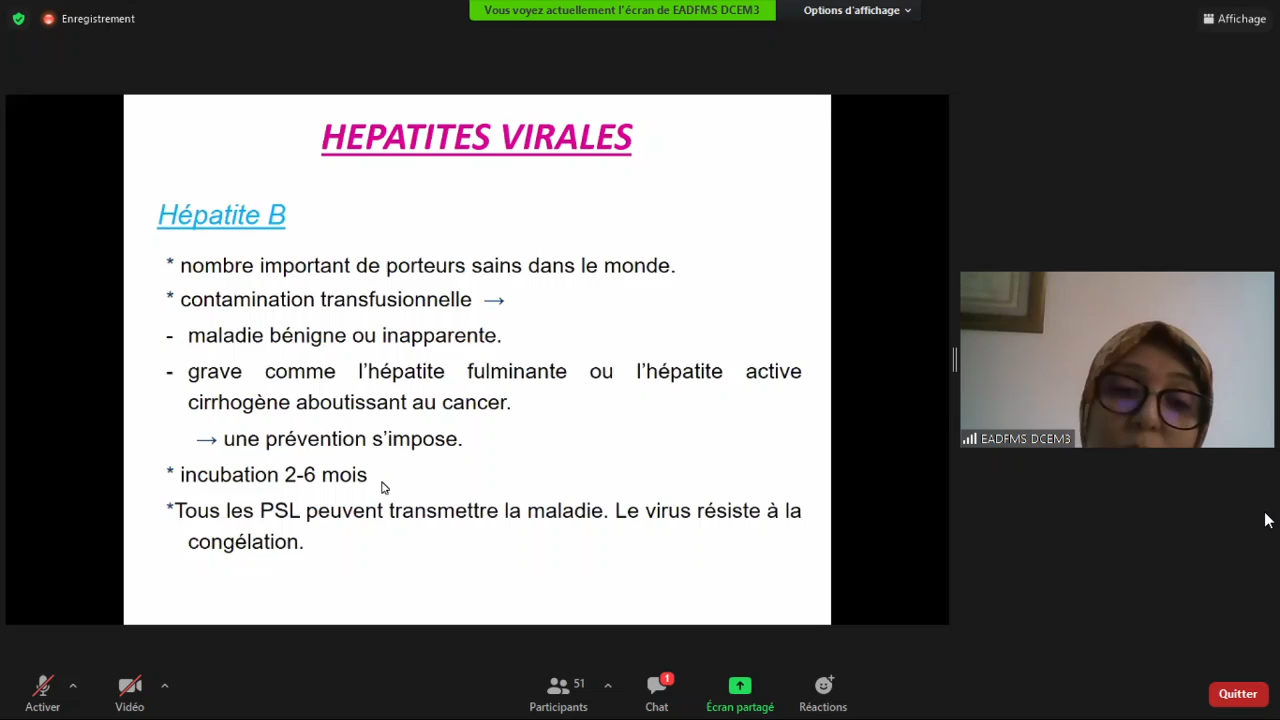 Enregistrement
Vous voyez actuellement l'écran de EADFMS DCEM3
Options d'affichage
Affichage
HEPATITES VIRALES
Hépatite B
* nombre important de porteurs sains dans le monde.
* contamination transfusionnelle →
- maladie bénigne ou inapparente.
- grave comme l'hépatite fulminante ou l'hépatite active
cirrhogène aboutissant au cancer.
→ une prévention s'impose.
* incubation 2-6 mois
*Tous les PSL peuvent transmettre la maladie. Le virus résiste à la
congélation.
EADFMS DCEM3
Activer
Vidéo
51
Participants
1
Chat
Écran partagé
Réactions
Quitter